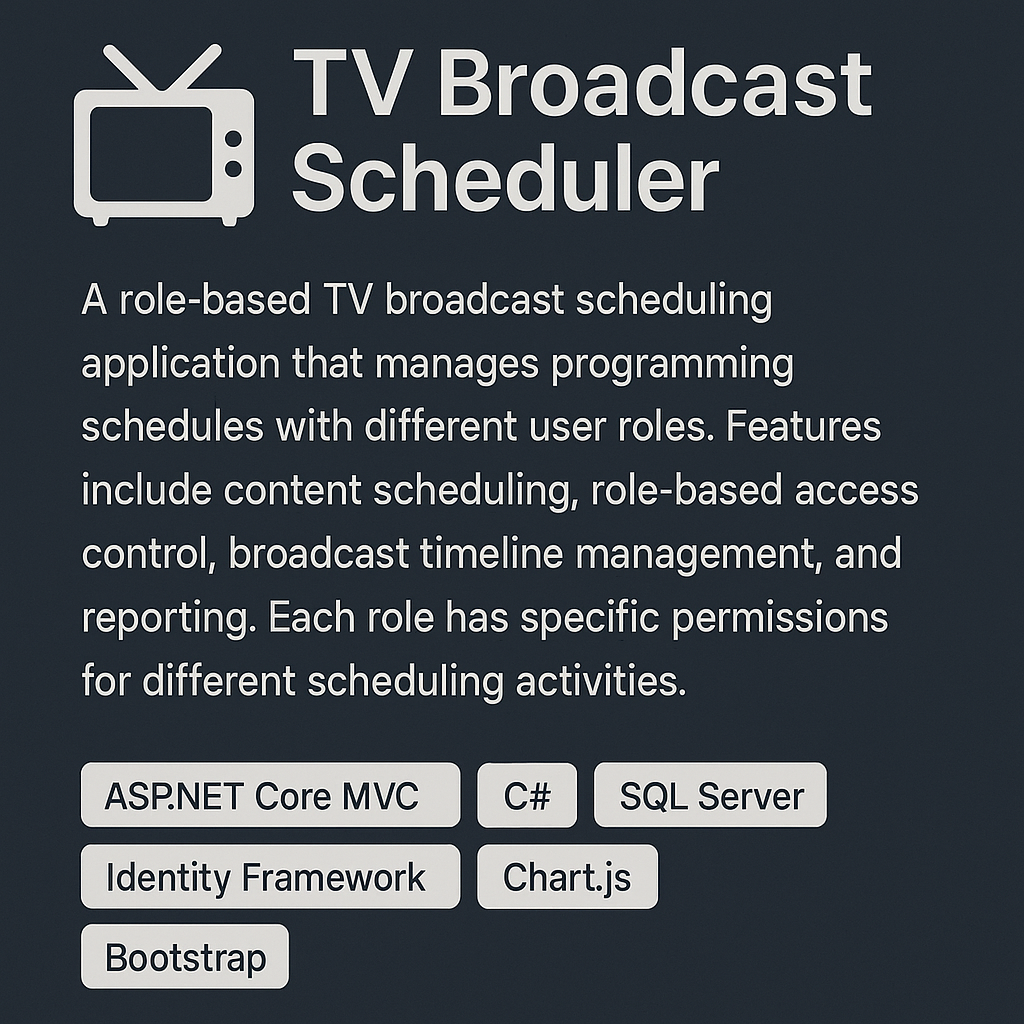 TV Broadcast
Scheduler
A role-based TV broadcast scheduling
application that manages programming
schedules with different user roles. Features
include content scheduling, role-based access
control, broadcast timeline management, and
reporting. Each role has specific permissions
for different scheduling activities.
ASP.NET Core MVC C# SQL Server
Identity Framework Chart.js
Bootstrap